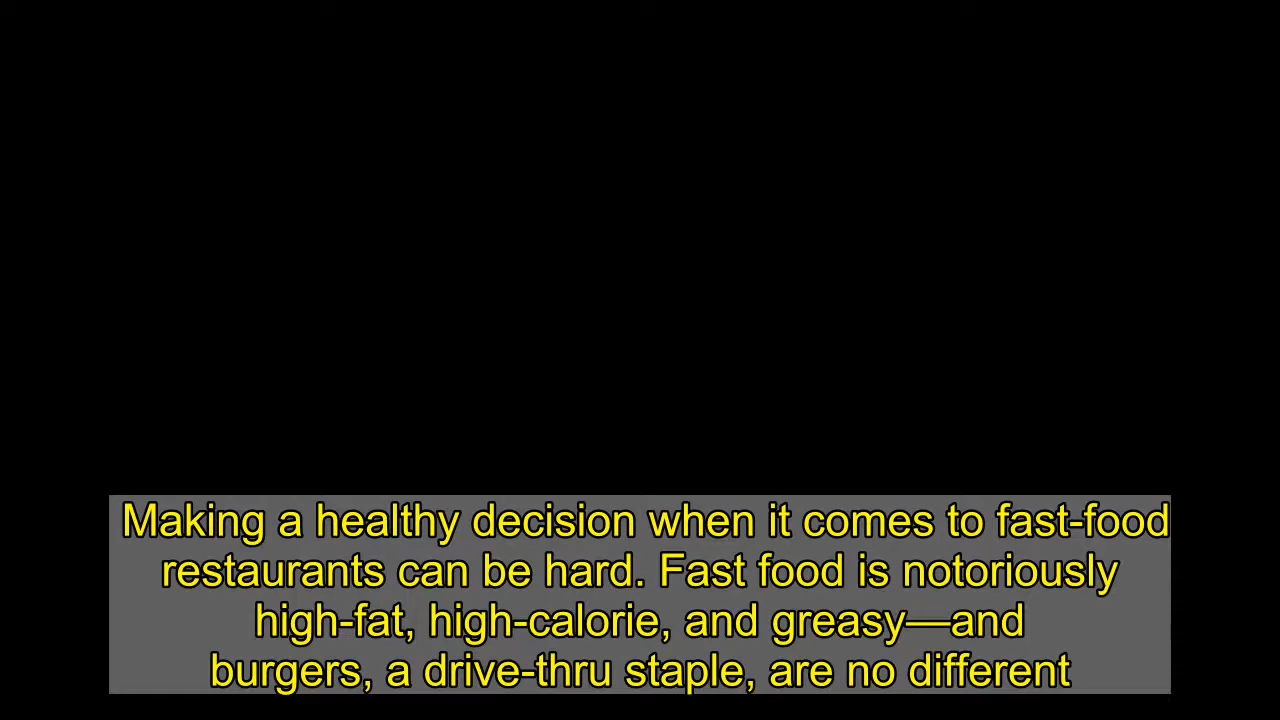 Making a healthy decision when it comes to fast-food
restaurants can be hard. Fast food is notoriously
high-fat, high-calorie, and greasy—and
burgers, a drive-thru staple, are no different